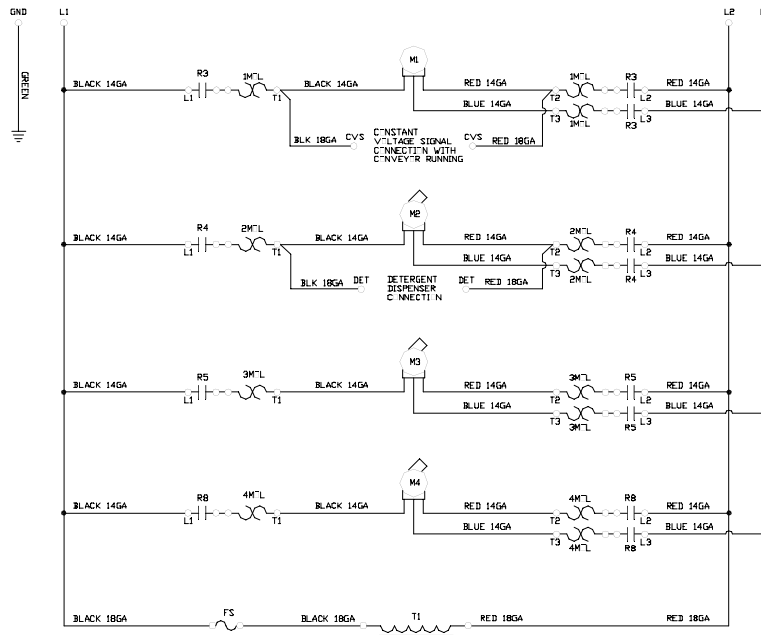 GND L1 L2
GREEN
M1
BLACK 14GA R3 1MTL BLACK 14GA RED 14GA 1MTL R3 RED 14GA
L1 T1 T2 L2
BLUE 14GA BLUE 14GA
T3 1MTL R3 L3
BLK 18GA CVS CONSTANT VOLTAGE SIGNAL CONNECTION WITH CONVEYOR RUNNING CVS RED 18GA
M2
BLACK 14GA R4 2MTL BLACK 14GA RED 14GA 2MTL R4 RED 14GA
L1 T1 T2 L2
BLUE 14GA BLUE 14GA
T3 2MTL R4 L3
BLK 18GA DET DETERGENT DISPENSER CONNECTION DET RED 18GA
M3
BLACK 14GA R5 3MTL BLACK 14GA RED 14GA 3MTL R5 RED 14GA
L1 T1 T2 L2
BLUE 14GA BLUE 14GA
T3 3MTL R5 L3
M4
BLACK 14GA R8 4MTL BLACK 14GA RED 14GA 4MTL R8 RED 14GA
L1 T1 T2 L2
BLUE 14GA BLUE 14GA
T3 4MTL R8 L3
BLACK 18GA FS BLACK 18GA T1 RED 18GA RED 18GA